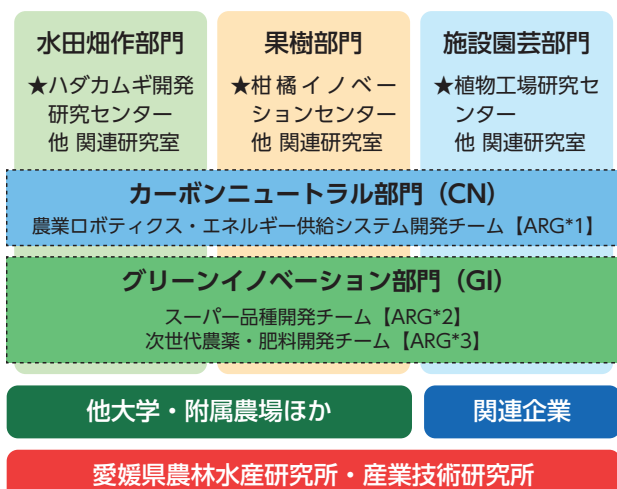 水田畑作部門
★ハダカムギ開発
研究センター
他 関連研究室
果樹部門
★柑橘イノベー
ションセンター
他 関連研究室
施設園芸部門
★植物工場研究セ
ンター
他 関連研究室
カーボンニュートラル部門（CN）
農業ロボティクス・エネルギー供給システム開発チーム【ARG*1】
グリーンイノベーション部門（GI）
スーパー品種開発チーム【ARG*2】
次世代農薬・肥料開発チーム【ARG*3】
他大学・附属農場ほか
関連企業
愛媛県農林水産研究所・産業技術研究所